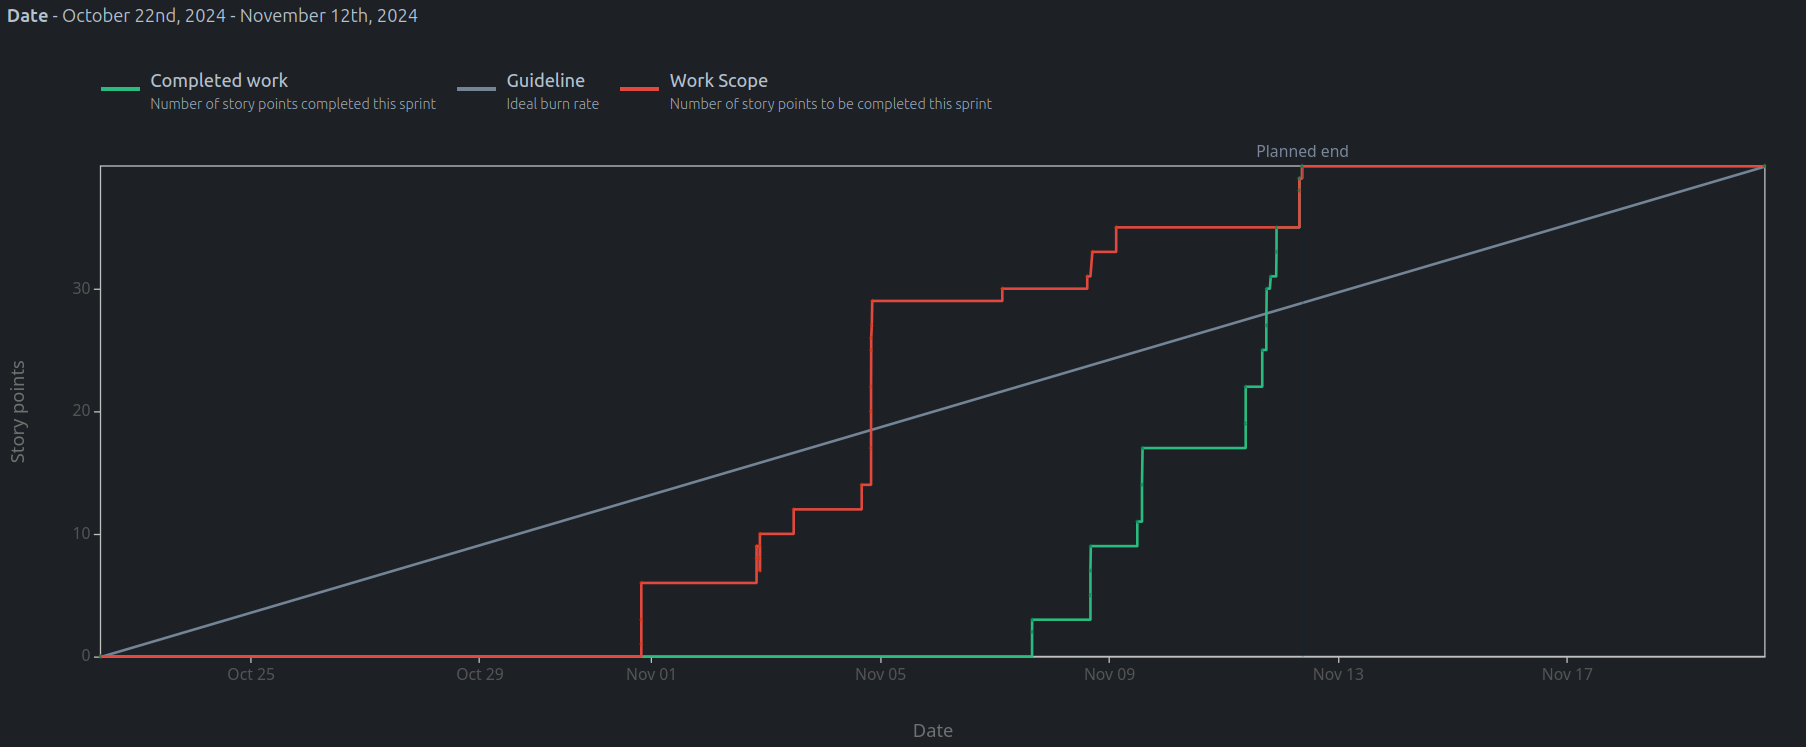 Date - October 22nd, 2024 - November 12th, 2024
Completed work
Number of story points completed this sprint
Guideline
Ideal burn rate
Work Scope
Number of story points to be completed this sprint
Planned end
Story points
30
20
10
0
Oct 25
Oct 29
Nov 01
Nov 05
Nov 09
Nov 13
Nov 17
Date